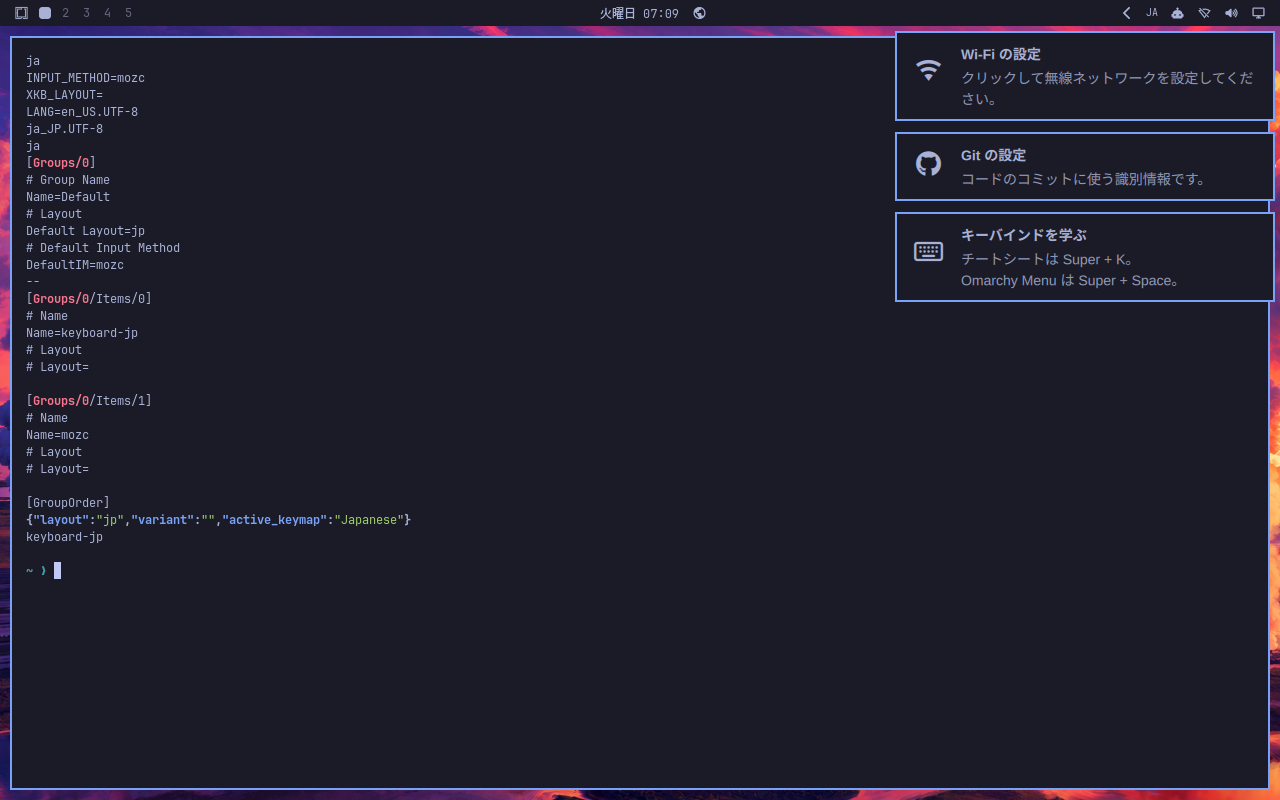 2 3 4 5
火曜日 07:09
JA
ja
INPUT_METHOD=mozc
XKB_LAYOUT=
LANG=en_US.UTF-8
ja_JP.UTF-8
ja
[Groups/0]
# Group Name
Name=Default
# Layout
Default Layout=jp
# Default Input Method
DefaultIM=mozc
--
[Groups/0/Items/0]
# Name
Name=keyboard-jp
# Layout
# Layout=
[Groups/0/Items/1]
# Name
Name=mozc
# Layout
# Layout=
[GroupOrder]
{"layout":"jp","variant":"","active_keymap":"Japanese"}
keyboard-jp
~ ❯
Wi-Fi の設定
クリックして無線ネットワークを設定してくだ
さい。
Git の設定
コードのコミットに使う識別情報です。
キーバインドを学ぶ
チートシートは Super + K。
Omarchy Menu は Super + Space。